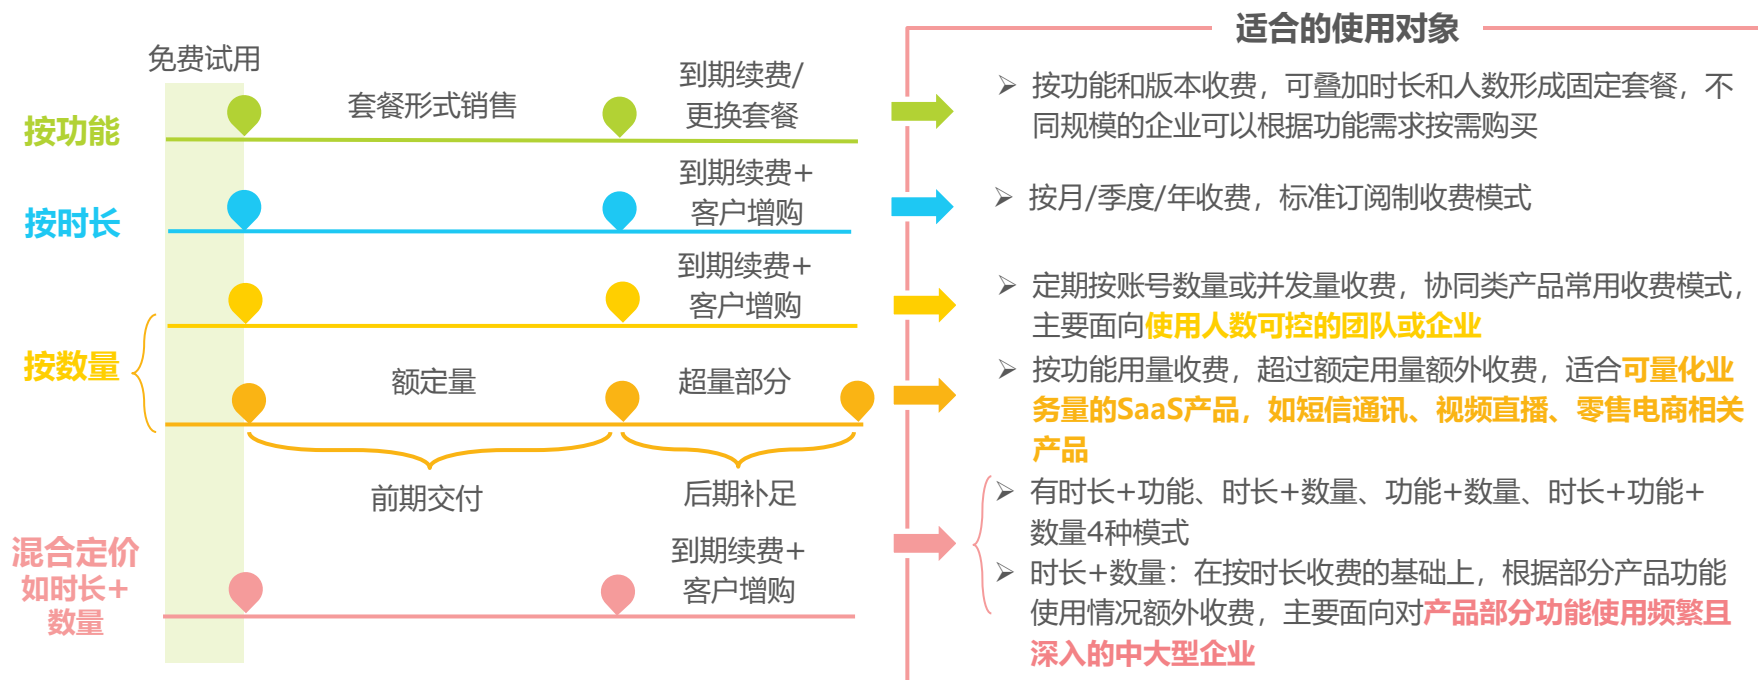 适合的使用对象
免费试用
按功能
套餐形式销售
到期续费/
更换套餐
按功能和版本收费，可叠加时长和人数形成固定套餐，不
同规模的企业可以根据功能需求按需购买
按时长
到期续费+
客户增购
按月/季度/年收费，标准订阅制收费模式
按数量
到期续费+
客户增购
定期按账号数量或并发量收费，协同类产品常用收费模式，
主要面向使用人数可控的团队或企业
额定量
超量部分
前期交付
后期补足
按功能用量收费，超过额定用量额外收费，适合可量化业
务量的SaaS产品，如短信通讯、视频直播、零售电商相关
产品
混合定价
如时长+
数量
到期续费+
客户增购
有时长+功能、时长+数量、功能+数量、时长+功能+
数量4种模式
时长+数量：在按时长收费的基础上，根据部分产品功能
使用情况额外收费，主要面向对产品部分功能使用频繁且
深入的中大型企业